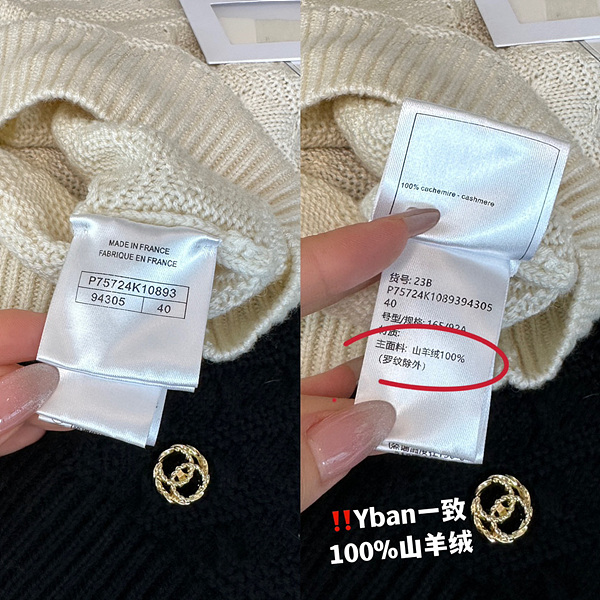 MADE IN FRANCE
FABRIQUE EN FRANCE
P75724K10893
94305 40
100% cachemire - cashmere
货号: 23B
P75724K1089394305
40
号型/规格: 165/92A
材质:
主面料: 山羊绒100%
(罗纹除外)
‼️Yban一致
100%山羊绒